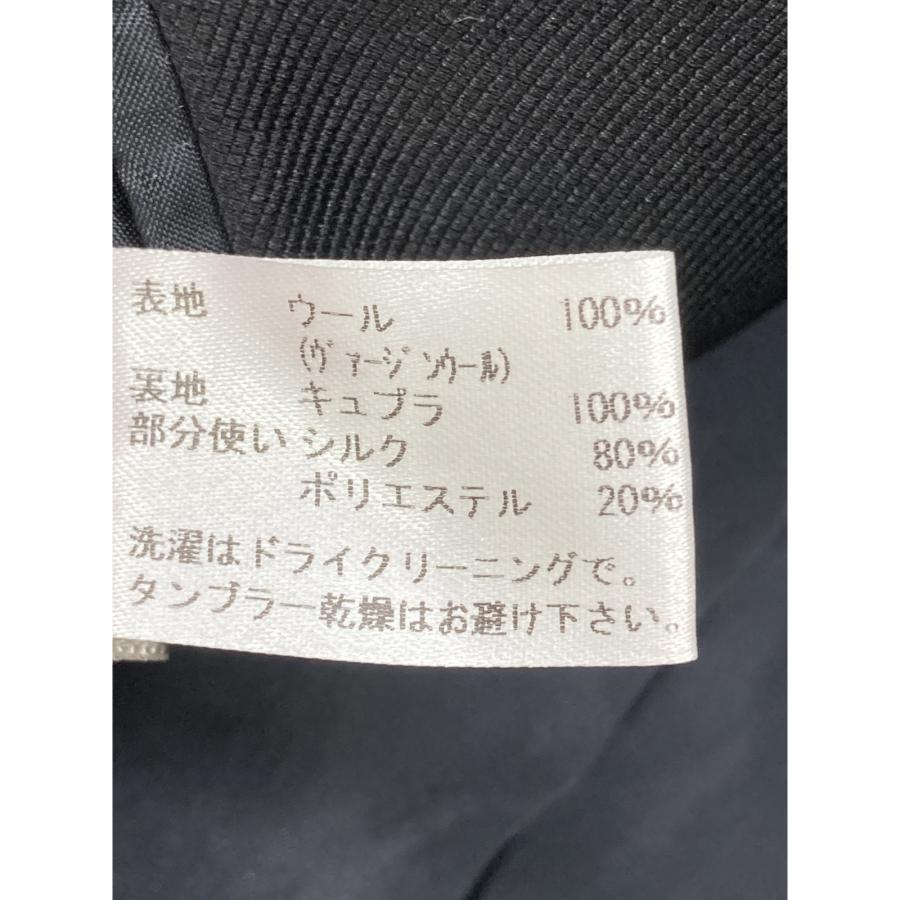 表地 ウール 100%
(ヴァージンウール)
裏地 キュプラ 100%
部分使い シルク 80%
ポリエステル 20%
洗濯はドライクリーニングで。
タンブラー乾燥はお避け下さい。